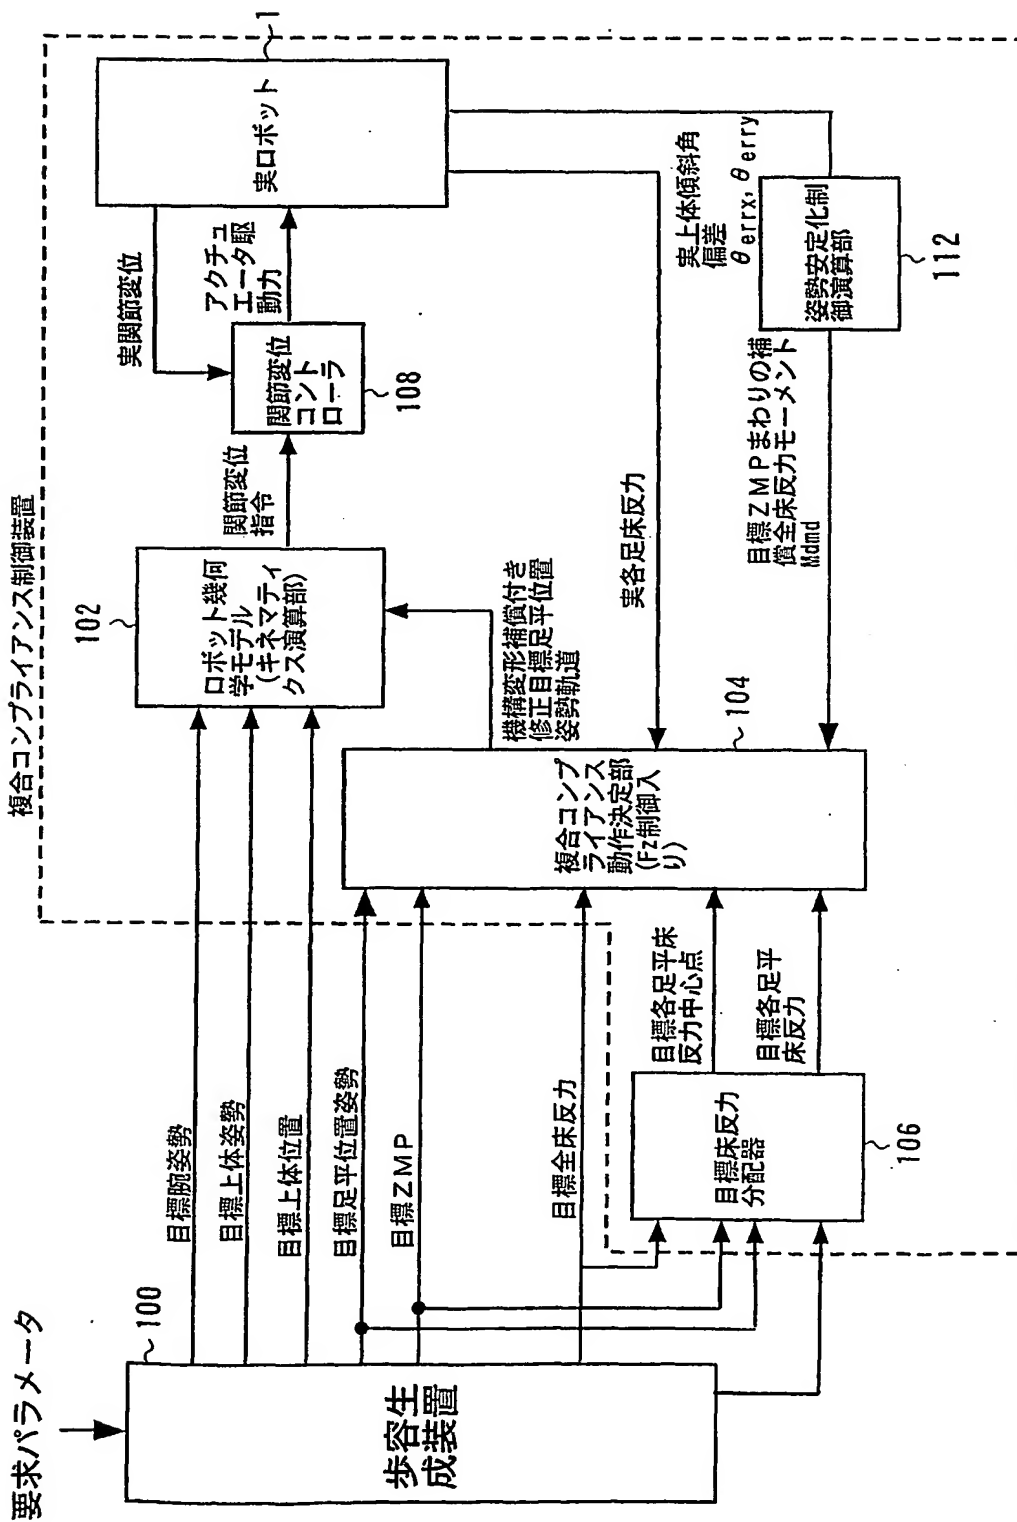 要求パラメータ
100
歩容生
成装置
目標腕姿勢
目標上体姿勢
目標上体位置
目標足平位置姿勢
目標ZMP
目標全床反力
目標床反力
分配器
106
目標各足平床
反力中心点
目標各足平
床反力
複合コンプライアンス制御装置
102
ロボット幾何
学モデル
(キネマティ
クス演算部)
複合コンプ
ライアンス
動作決定部
(Fz制御入
り)
104
機構変形補償付き
修正目標足平位置
姿勢軌道
関節変位
指令
関節変位
コント
ローラ
108
実関節変位
アクチュ
エータ駆
動力
実ロボット
1
実各足床反力
目標ZMPまわりの補
償全床反力モーメント
Mdmd
姿勢安定化制
御演算部
112
実上体傾斜角
偏差
θerrx, θerry